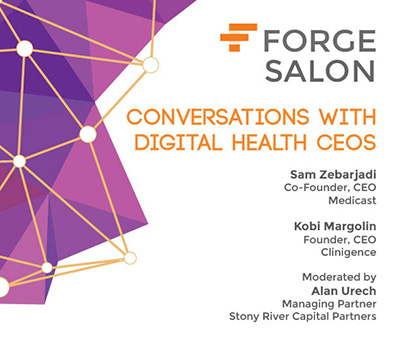 FORGE
SALON
CONVERSATIONS WITH
DIGITAL HEALTH CEOS
Sam Zebarjadi
Co-Founder, CEO
Medicast
Kobi Margolin
Founder, CEO
Clinigence
Moderated by
Alan Urech
Managing Partner
Stony River Capital Partners